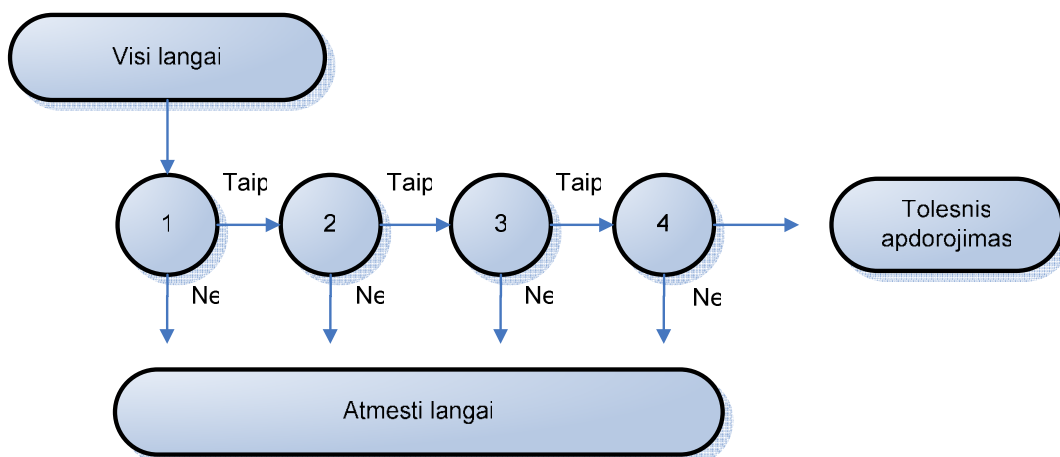 Visi langai
Taip
Taip
Taip
1
2
3
4
Tolesnis
apdorojimas
Ne
Ne
Ne
Ne
Atmesti langai